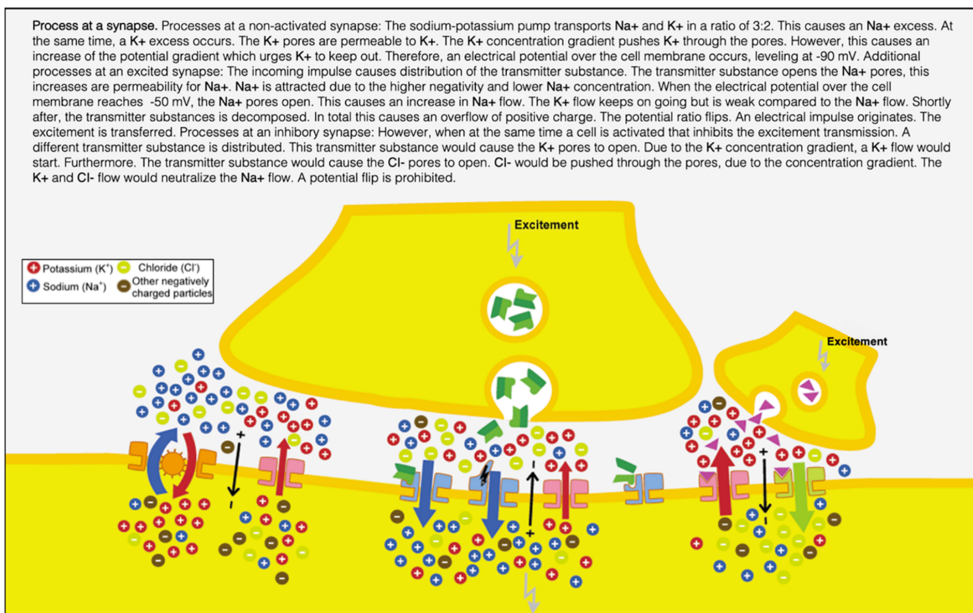 Process at a synapse. Processes at a non-activated synapse: The sodium-potassium pump transports Na+ and K+ in a ratio of 3:2. This causes an Na+ excess. At
the same time, a K+ excess occurs. The K+ pores are permeable to K+. The K+ concentration gradient pushes K+ through the pores. However, this causes an
increase of the potential gradient which urges K+ to keep out. Therefore, an electrical potential over the cell membrane occurs, leveling at -90 mV. Additional
processes at an excited synapse: The incoming impulse causes distribution of the transmitter substance. The transmitter substance opens the Na+ pores, this
increases are permeability for Na+. Na+ is attracted due to the higher negativity and lower Na+ concentration. When the electrical potential over the cell
membrane reaches -50 mV, the Na+ pores open. This causes an increase in Na+ flow. The K+ flow keeps on going but is weak compared to the Na+ flow. Shortly
after, the transmitter substances is decomposed. In total this causes an overflow of positive charge. The potential ratio flips. An electrical impulse originates. The
excitement is transferred. Processes at an inhibory synapse: However, when at the same time a cell is activated that inhibits the excitement transmission. A
different transmitter substance is distributed. This transmitter substance would cause the K+ pores to open. Due to the K+ concentration gradient, a K+ flow would
start. Furthermore. The transmitter substance would cause the Cl- pores to open. Cl- would be pushed through the pores, due to the concentration gradient. The
K+ and Cl- flow would neutralize the Na+ flow. A potential flip is prohibited.
Excitement
Potassium (K+)
Chloride (Cl-)
Sodium (Na+)
Other negatively
charged particles
Excitement